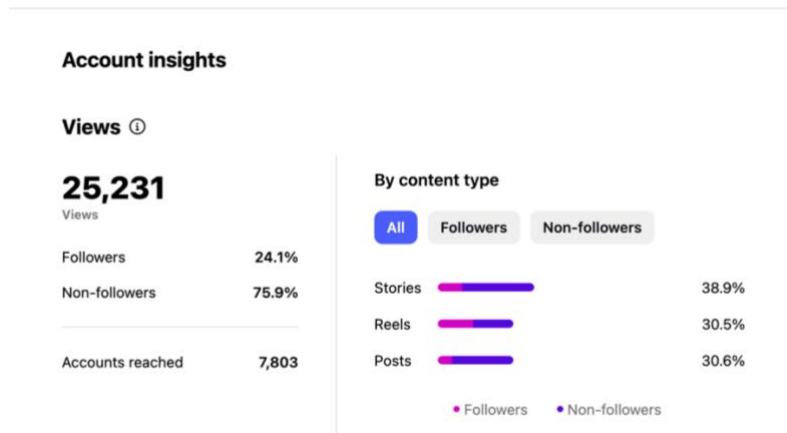 Account insights
Views
25,231
Views
Followers 24.1%
Non-followers 75.9%
Accounts reached 7,803
By content type
All Followers Non-followers
Stories 38.9%
Reels 30.5%
Posts 30.6%
Followers Non-followers